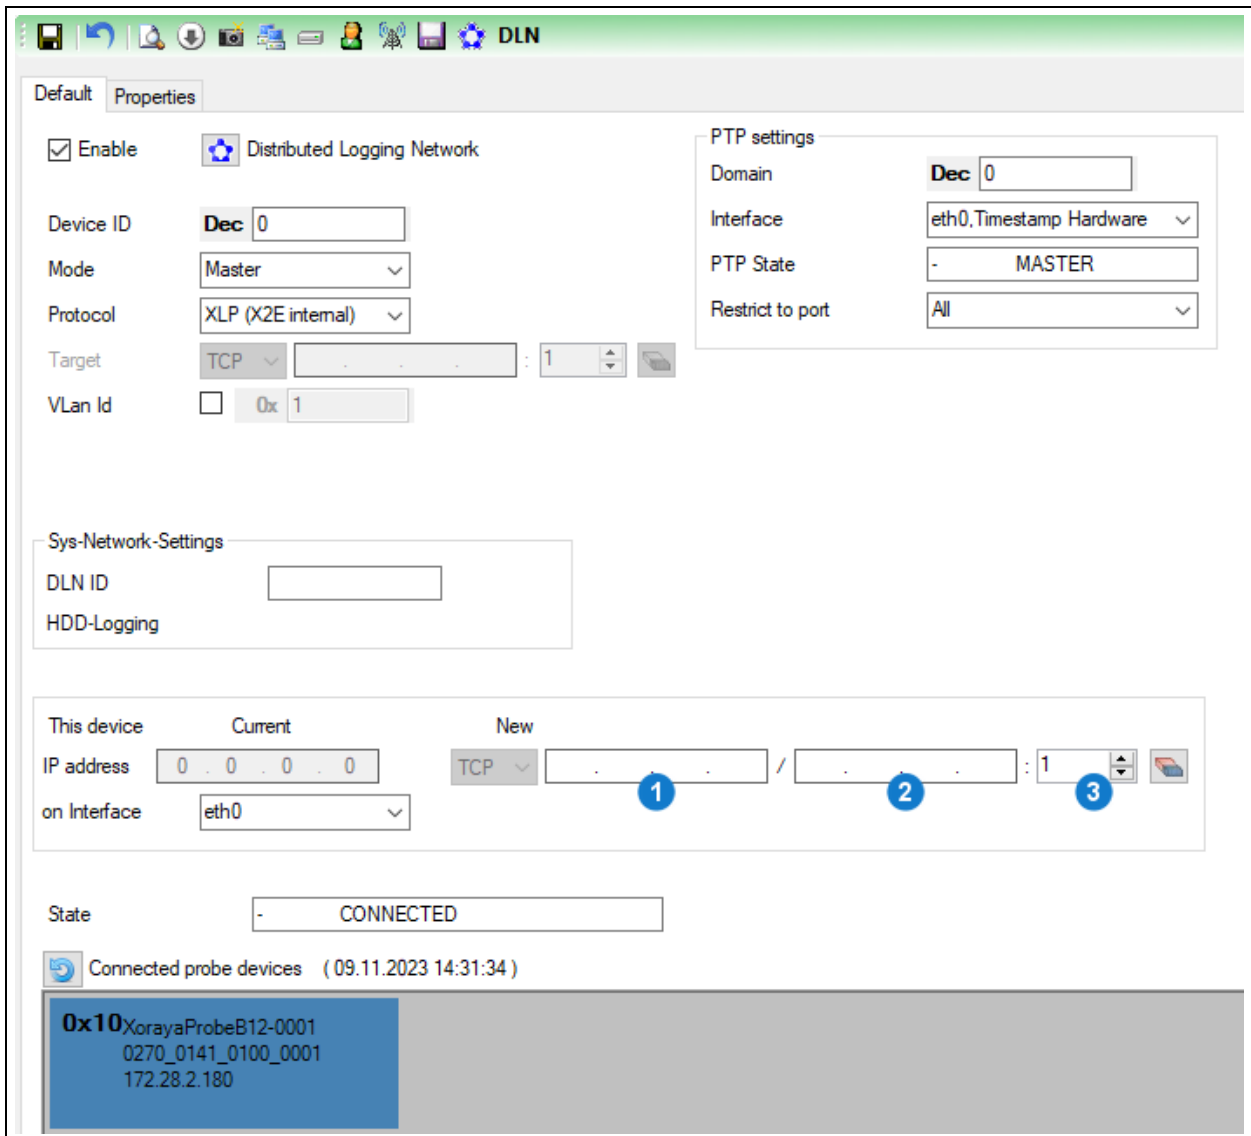 DLN
Default Properties
Enable Distributed Logging Network
Device ID Dec 0
Mode Master
Protocol XLP (X2E internal)
Target TCP . . . : 1
VLan Id 0x 1
PTP settings
Domain Dec 0
Interface eth0,Timestamp Hardware
PTP State - MASTER
Restrict to port All
Sys-Network-Settings
DLN ID
HDD-Logging
This device Current New
IP address 0 . 0 . 0 . 0 TCP . . . / . . . : 1
1 2 3
on Interface eth0
State - CONNECTED
Connected probe devices ( 09.11.2023 14:31:34 )
0x10 XorayaProbeB12-0001
0270_0141_0100_0001
172.28.2.180